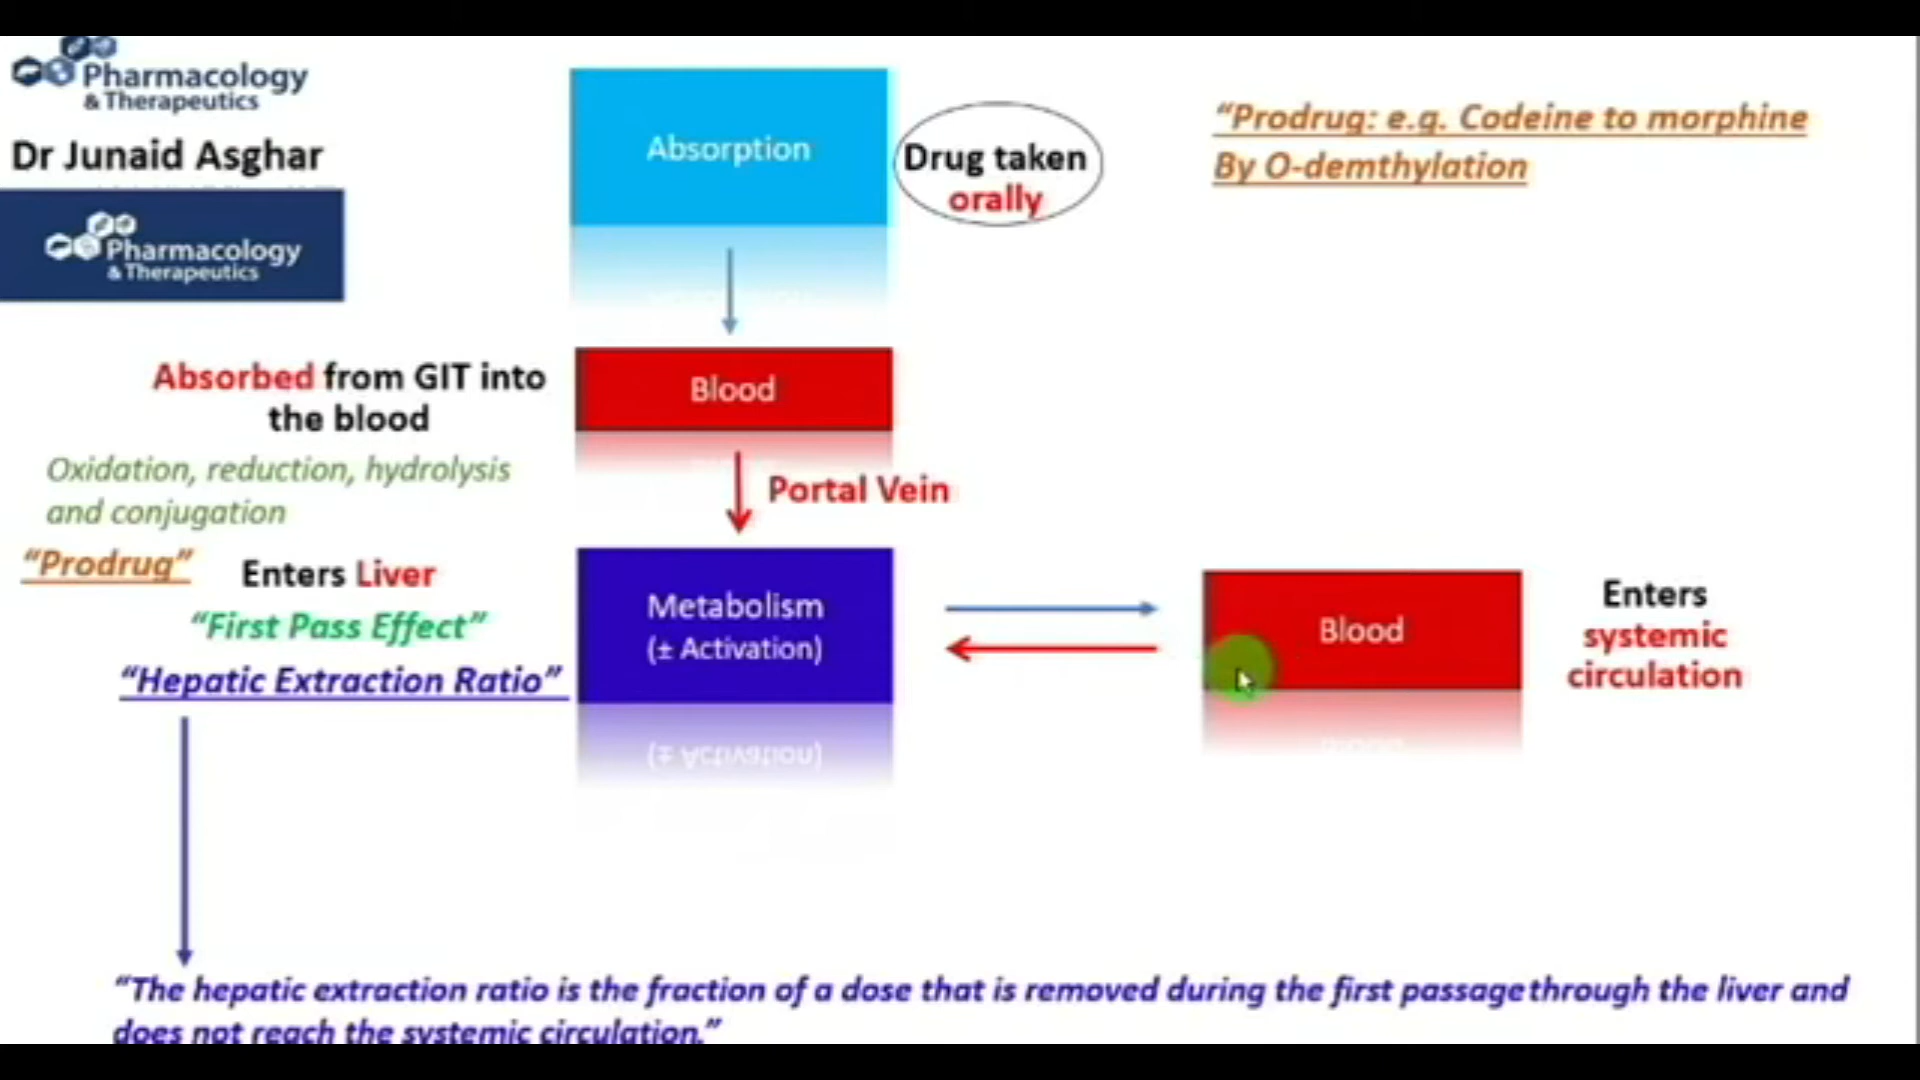 Pharmacology
& Therapeutics
Dr Junaid Asghar
Pharmacology
& Therapeutics
Absorption
Drug taken
orally
"Prodrug: e.g. Codeine to morphine
By O-demthylation
Absorbed from GIT into
the blood
Blood
Oxidation, reduction, hydrolysis
and conjugation
Portal Vein
"Prodrug"
Enters Liver
"First Pass Effect"
"Hepatic Extraction Ratio"
Metabolism
(± Activation)
Blood
Enters
systemic
circulation
"The hepatic extraction ratio is the fraction of a dose that is removed during the first passage through the liver and
does not reach the systemic circulation."